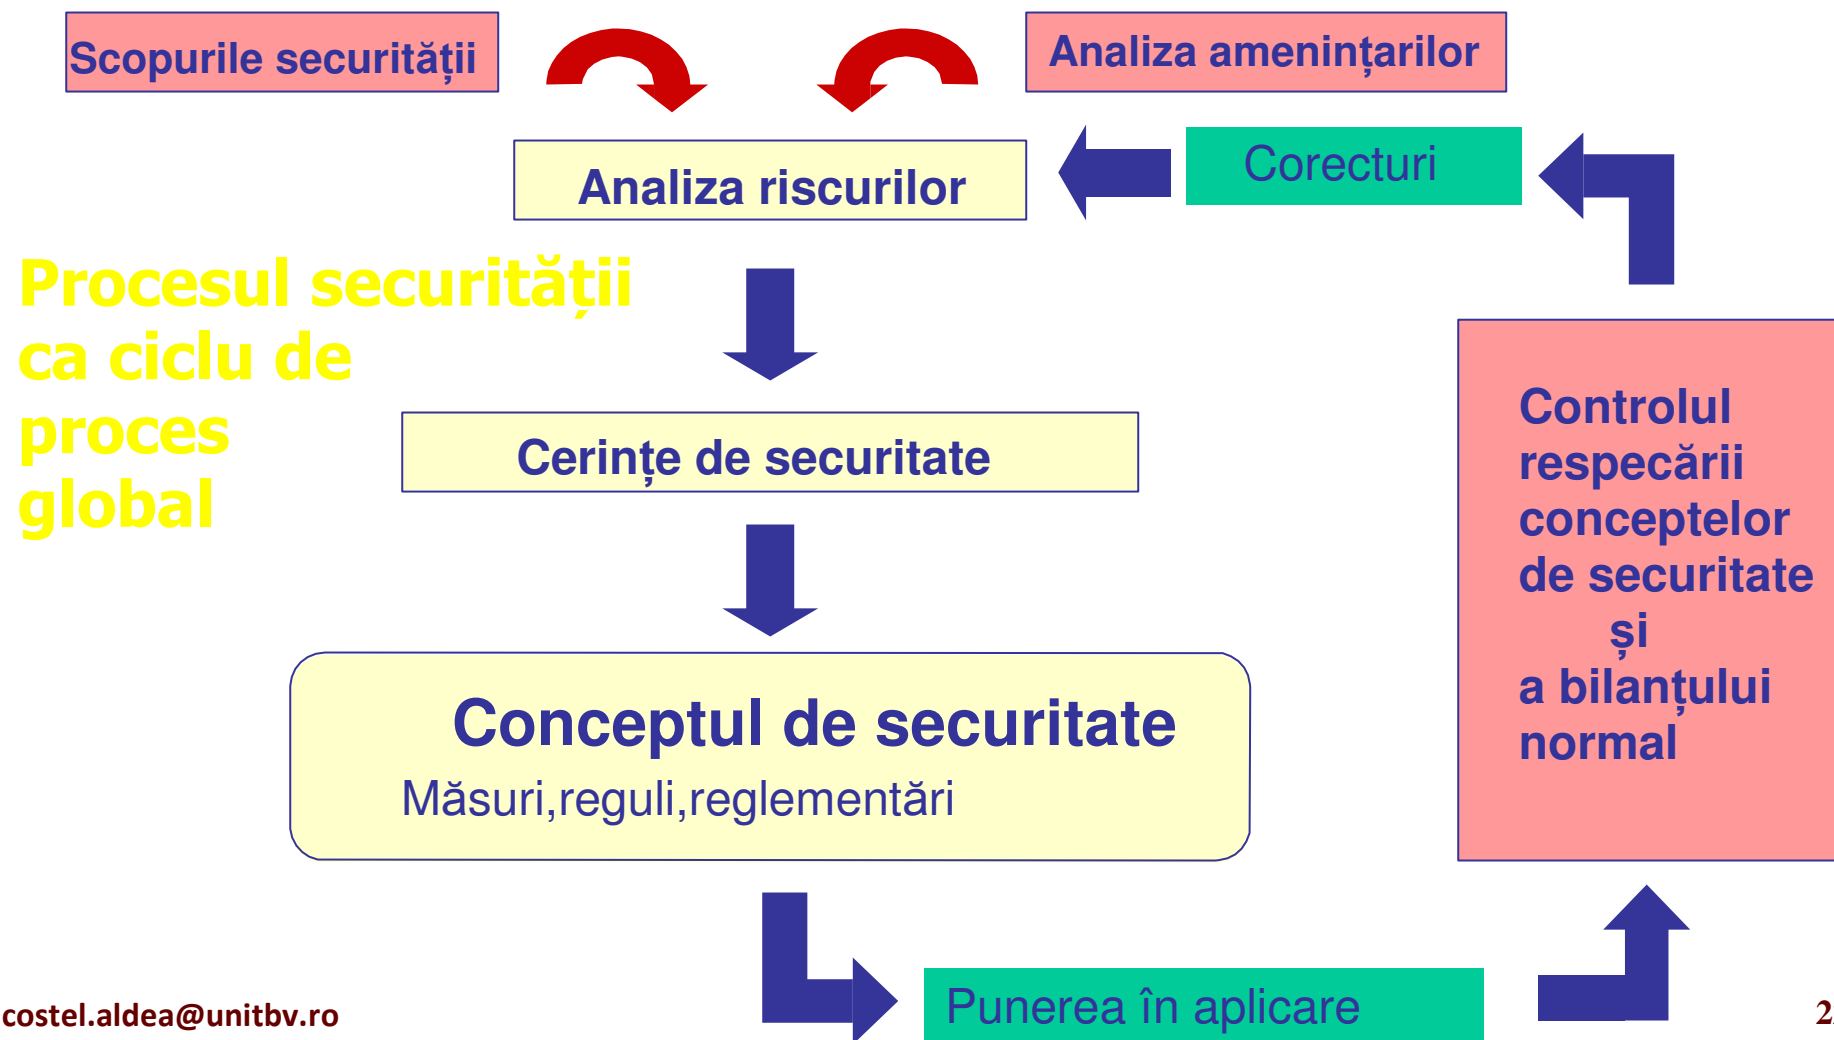 Scopurile securității
Analiza amenințarilor
Corecturi
Analiza riscurilor
Procesul securității
ca ciclu de
proces
global
Cerințe de securitate
Conceptul de securitate
Măsuri,reguli,reglementări
Controlul
respecării
conceptelor
de securitate
și
a bilanțului
normal
Punerea în aplicare
costel.aldea@unitbv.ro